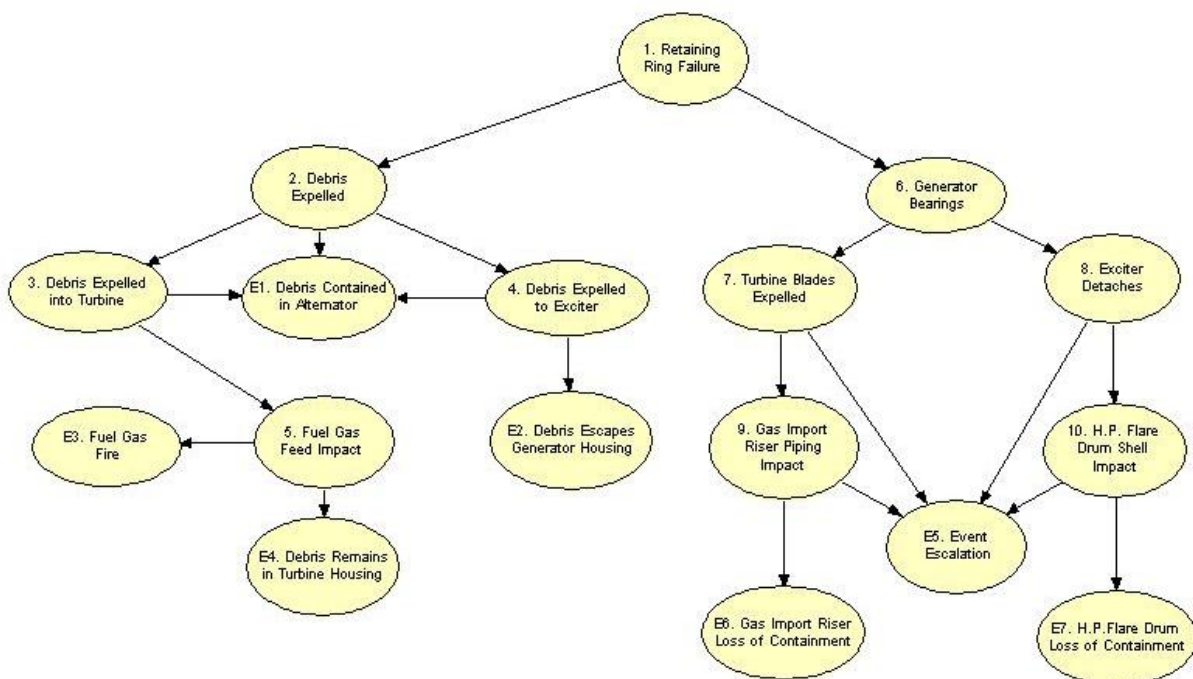 1. Retaining
Ring Failure
2. Debris
Expelled
6. Generator
Bearings
3. Debris Expelled
into Turbine
E1. Debris Contained
in Alternator
4. Debris Expelled
to Exciter
7. Turbine Blades
Expelled
8. Exciter
Detaches
E3. Fuel Gas
Fire
5. Fuel Gas
Feed Impact
E2. Debris Escapes
Generator Housing
9. Gas Import
Riser Piping
Impact
10. H.P. Flare
Drum Shell
Impact
E4. Debris Remains
in Turbine Housing
E5. Event
Escalation
E6. Gas Import Riser
Loss of Containment
E7. H.P.Flare Drum
Loss of Containment